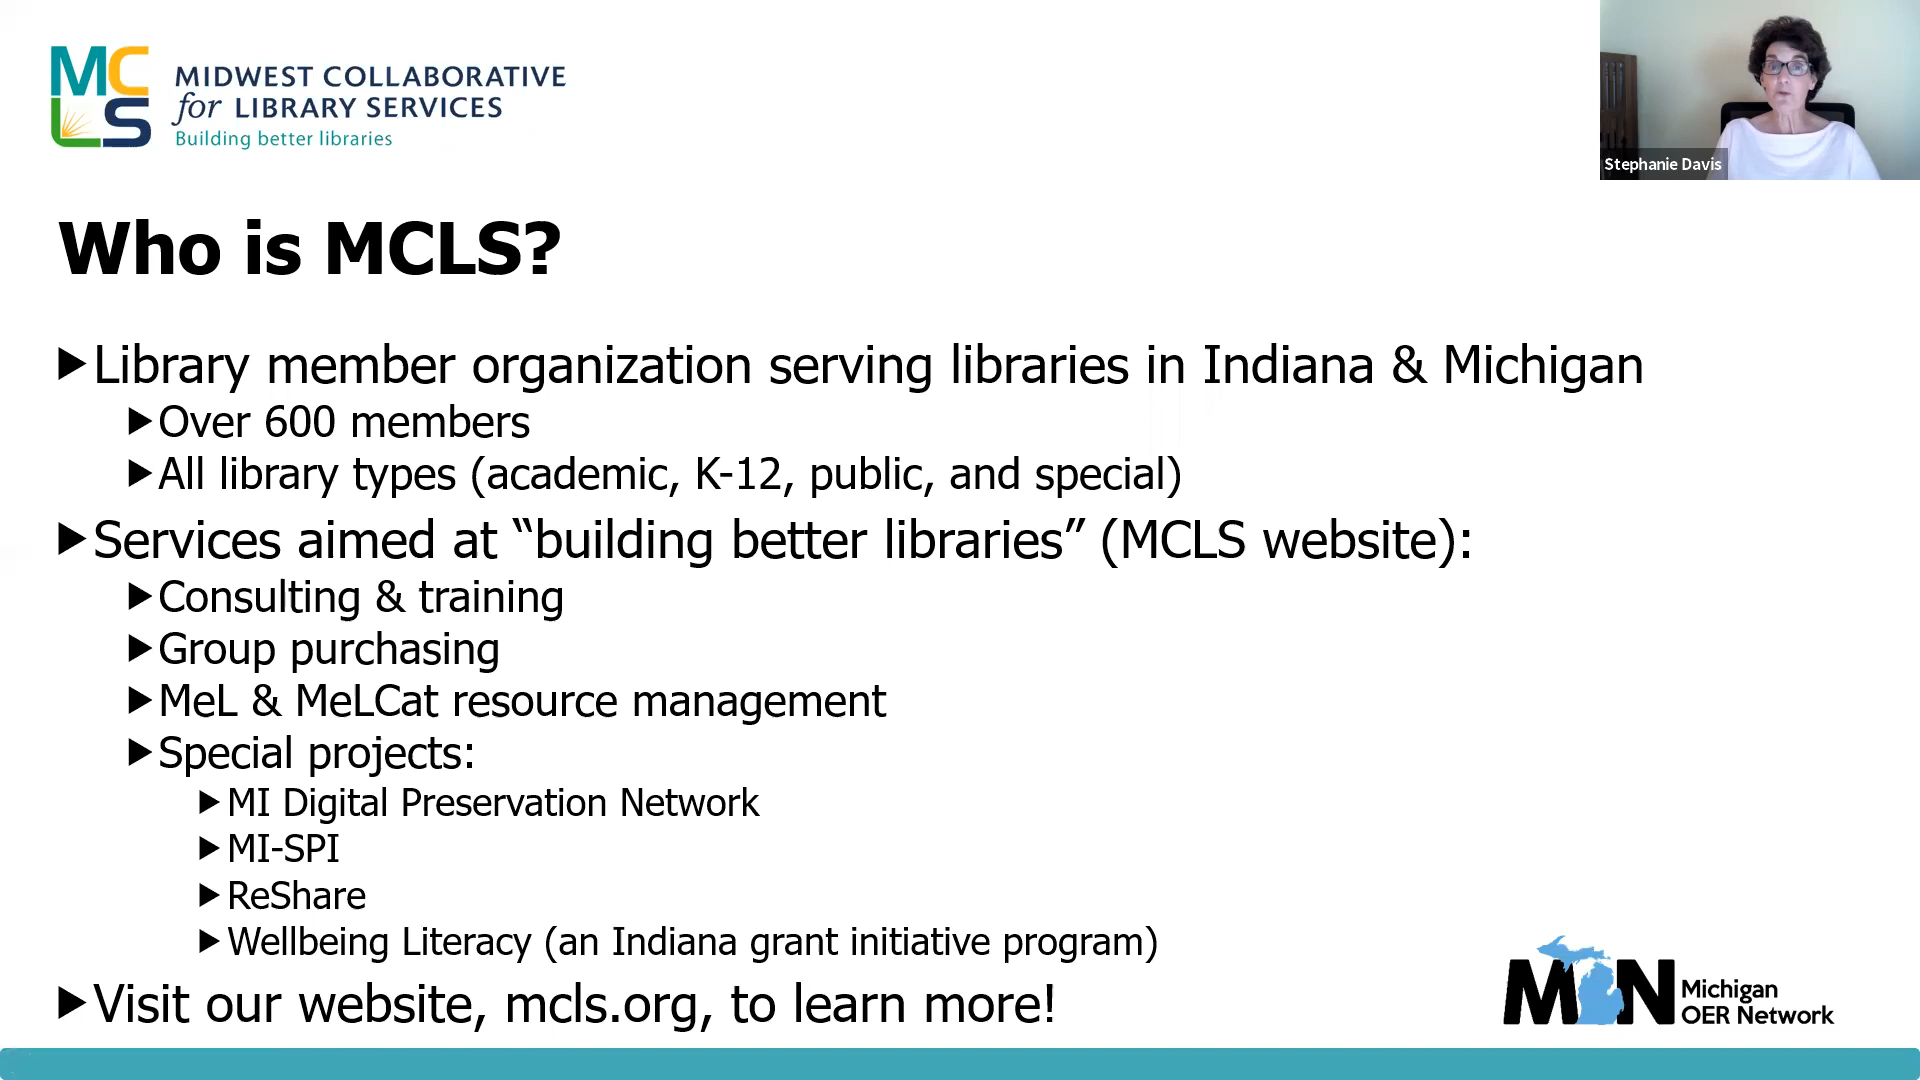 MCLS
MIDWEST COLLABORATIVE
for LIBRARY SERVICES
Building better libraries
Stephanie Davis
Who is MCLS?
Library member organization serving libraries in Indiana & Michigan
Over 600 members
All library types (academic, K-12, public, and special)
Services aimed at “building better libraries” (MCLS website):
Consulting & training
Group purchasing
MeL & MeLCat resource management
Special projects:
MI Digital Preservation Network
MI-SPI
ReShare
Wellbeing Literacy (an Indiana grant initiative program)
Visit our website, mcls.org, to learn more!
MON
Michigan
OER Network